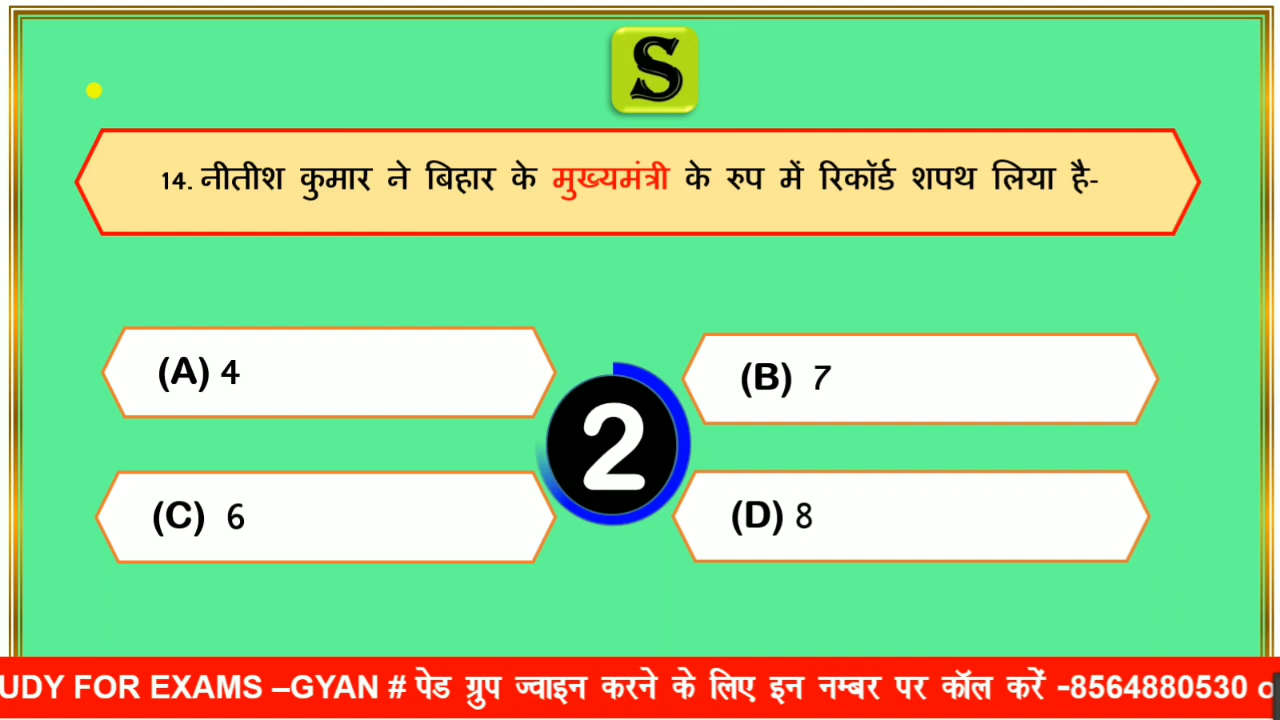 S
14. नीतीश कुमार ने बिहार के मुख्यमंत्री के रुप में रिकॉर्ड शपथ लिया है-
(A) 4
(B) 7
2
(C) 6
(D) 8
UDY FOR EXAMS –GYAN # पेड ग्रुप ज्वाइन करने के लिए इन नम्बर पर कॉल करें -8564880530 o